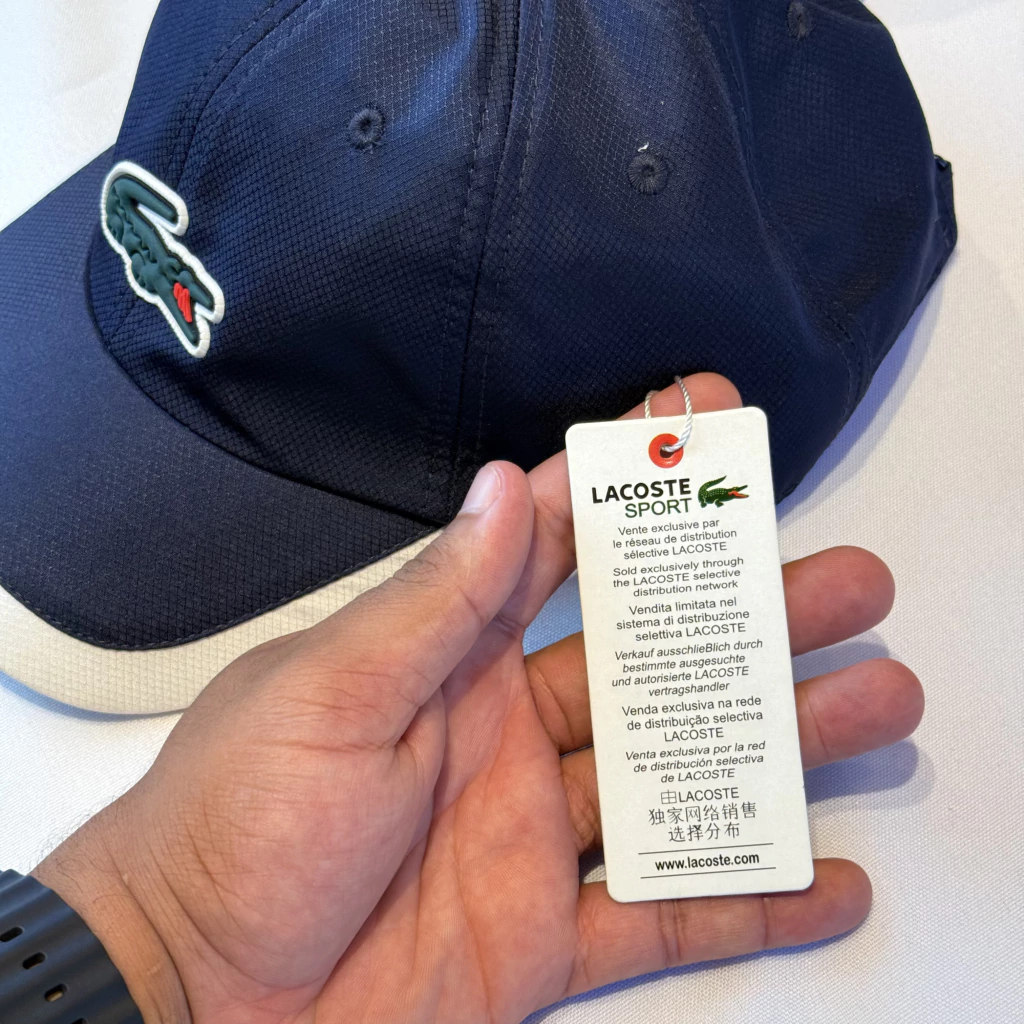 LACOSTE
SPORT
Vente exclusive par
le réseau de distribution
sélective LACOSTE
Sold exclusively through
the LACOSTE selective
distribution network
Vendita limitata nel
sistema di distribuzione
selettiva LACOSTE
Verkauf ausschlieBlich durch
bestimmte ausgesuchte
und autorisierte LACOSTE
vertragshandler
Venda exclusiva na rede
de distribuição selectiva
LACOSTE
Venta exclusiva por la red
de distribución selectiva
de LACOSTE
由LACOSTE
独家网络销售
选择分布
www.lacoste.com